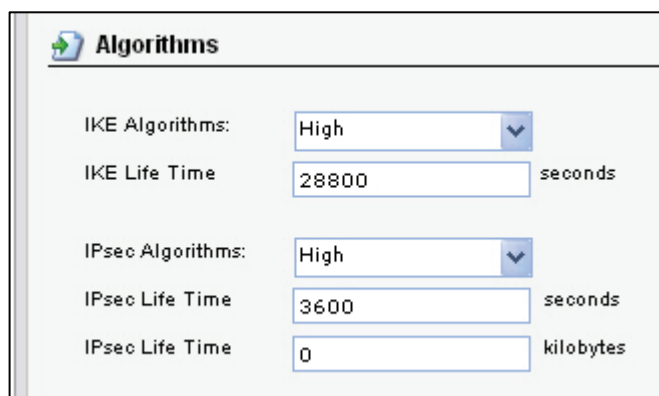 Algorithms
IKE Algorithms: High
IKE Life Time 28800 seconds
IPsec Algorithms: High
IPsec Life Time 3600 seconds
IPsec Life Time 0 kilobytes